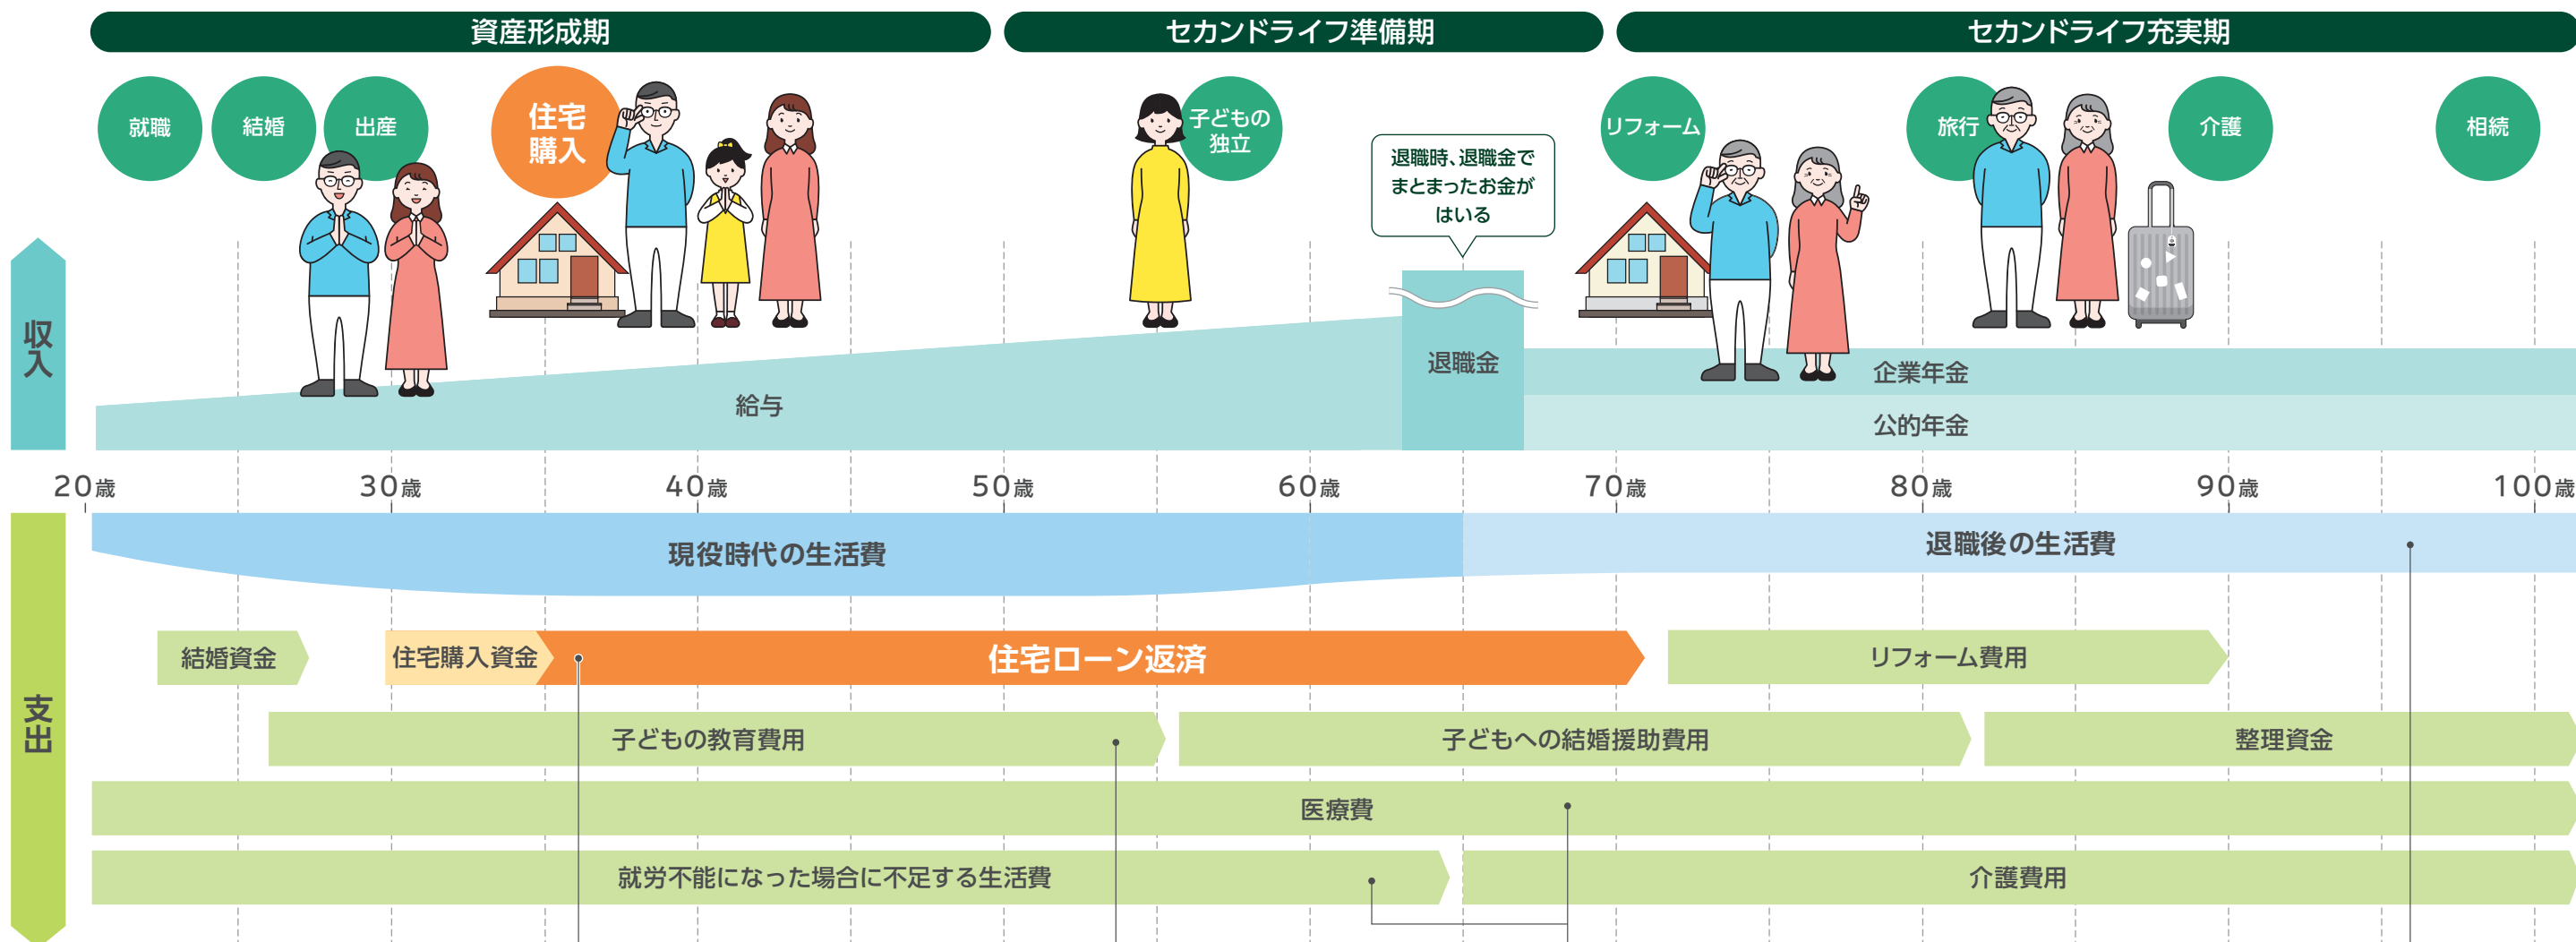 資産形成期
セカンドライフ準備期
セカンドライフ充実期
就職
結婚
出産
住宅
購入
子どもの
独立
退職時、退職金で
まとまったお金が
はいる
リフォーム
旅行
介護
相続
収入
給与
退職金
企業年金
公的年金
20歳
30歳
40歳
50歳
60歳
70歳
80歳
90歳
100歳
支出
現役時代の生活費
退職後の生活費
結婚資金
住宅購入資金
住宅ローン返済
リフォーム費用
子どもの教育費用
子どもへの結婚援助費用
整理資金
医療費
就労不能になった場合に不足する生活費
介護費用